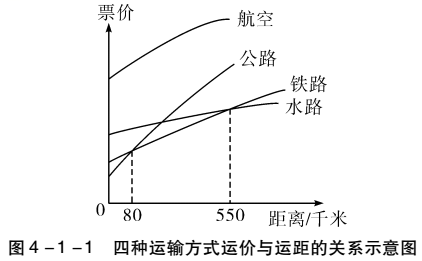 票价
航空
公路
铁路
水路
0
80
550
距离/千米
图4-1-1 四种运输方式运价与运距的关系示意图